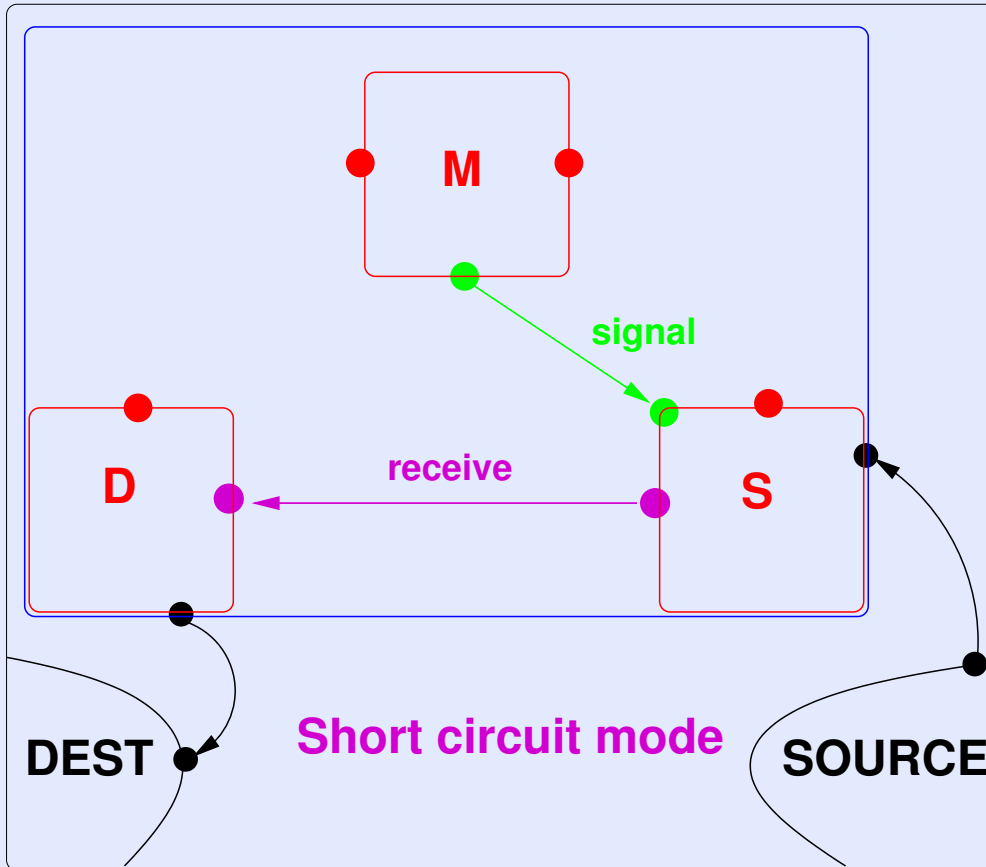 M
signal
receive
D
S
Short circuit mode
DEST
SOURCE